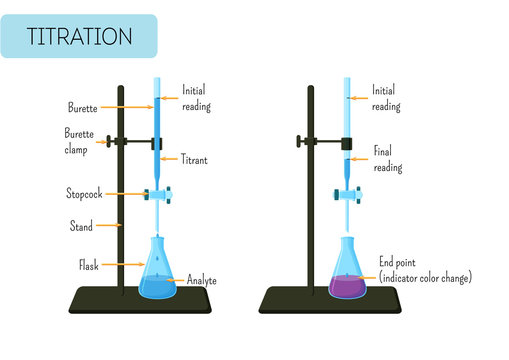 TITRATION
Initial
reading
Burette
Burette
clamp
Titrant
Stopcock
Stand
Flask
Analyte
Initial
reading
Final
reading
End point
(indicator color change)